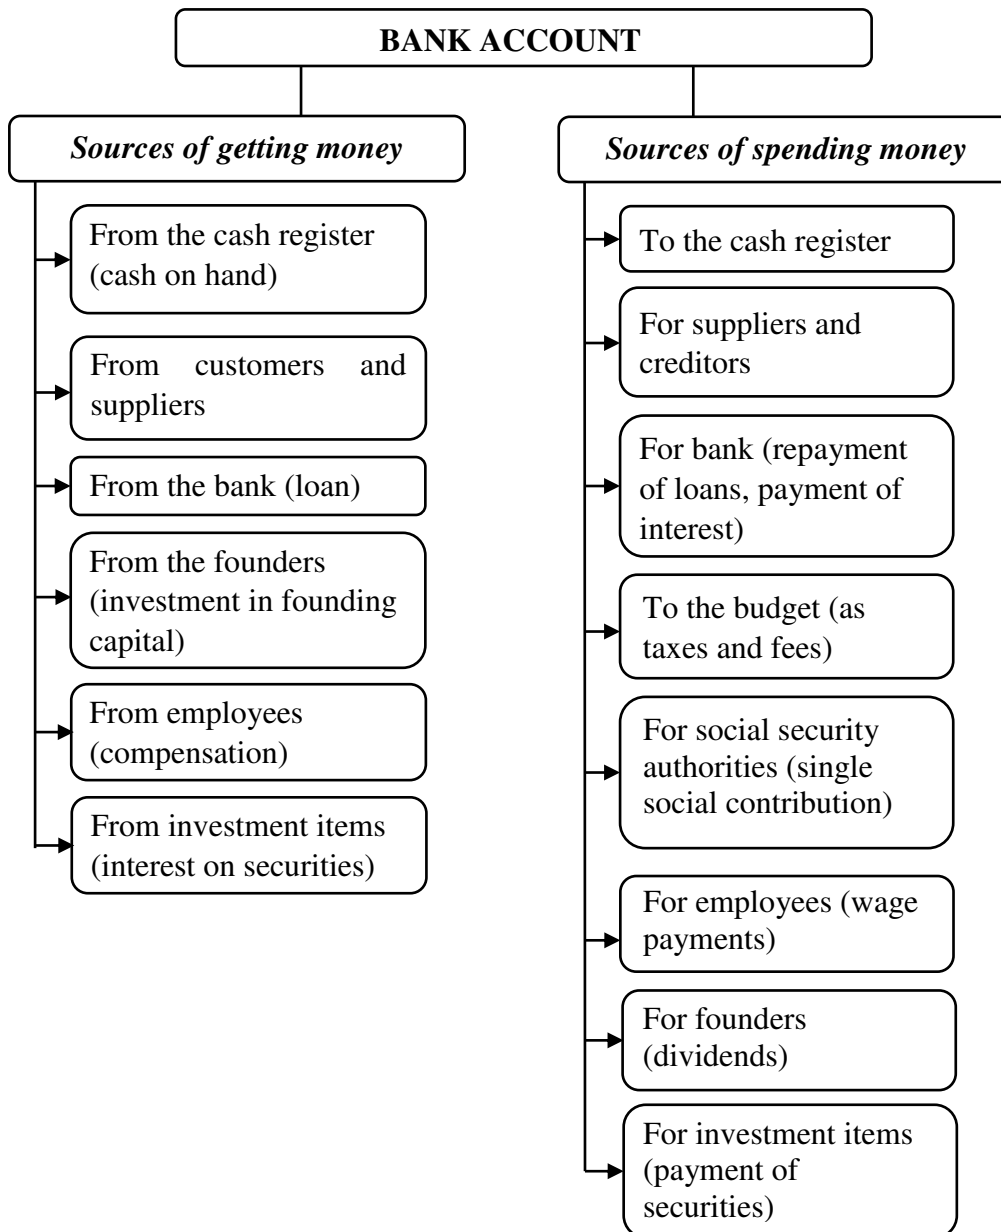 BANK ACCOUNT
Sources of getting money
From the cash register
(cash on hand)
From customers and
suppliers
From the bank (loan)
From the founders
(investment in founding
capital)
From employees
(compensation)
From investment items
(interest on securities)
Sources of spending money
To the cash register
For suppliers and
creditors
For bank (repayment
of loans, payment of
interest)
To the budget (as
taxes and fees)
For social security
authorities (single
social contribution)
For employees (wage
payments)
For founders
(dividends)
For investment items
(payment of
securities)